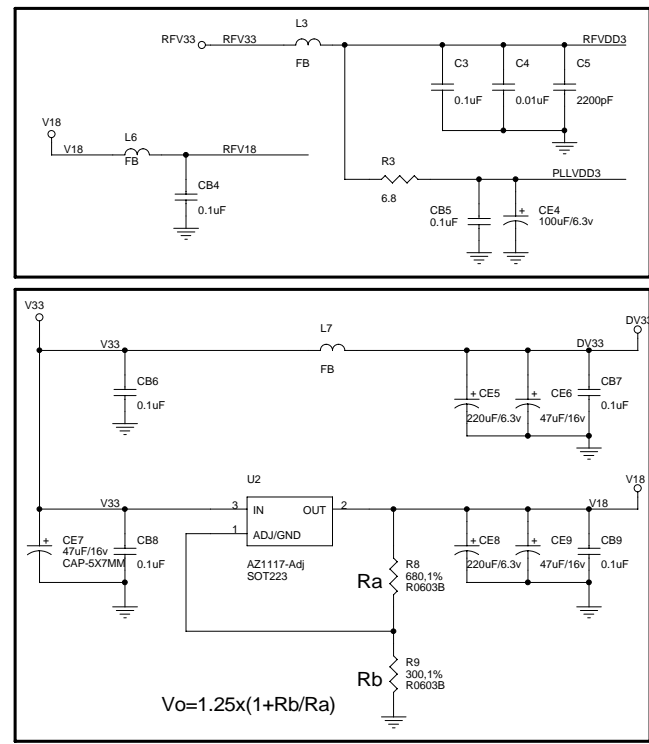 L3
RFV33 RFV33 RFVDD3
FB C3 C4 C5
0.1uF 0.01uF 2200pF
V18
L6
V18 RFV18
FB
R3
PLLVDD3
CB4
0.1uF
6.8
CB5
0.1uF
+ CE4
100uF/6.3v
V33
L7
DV33
V33 DV33
FB
CB6
0.1uF
+ CE5
220uF/6.3v
+ CE6
47uF/16v
CB7
0.1uF
U2
V18
V33 3 IN OUT 2 V18
1 ADJ/GND
+
CE7
47uF/16v
CAP-5X7MM
CB8
0.1uF
AZ1117-Adj
SOT223
Ra
R8
680,1%
R0603B
+ CE8
220uF/6.3v
+ CE9
47uF/16v
CB9
0.1uF
Rb
R9
300,1%
R0603B
Vo=1.25x(1+Rb/Ra)